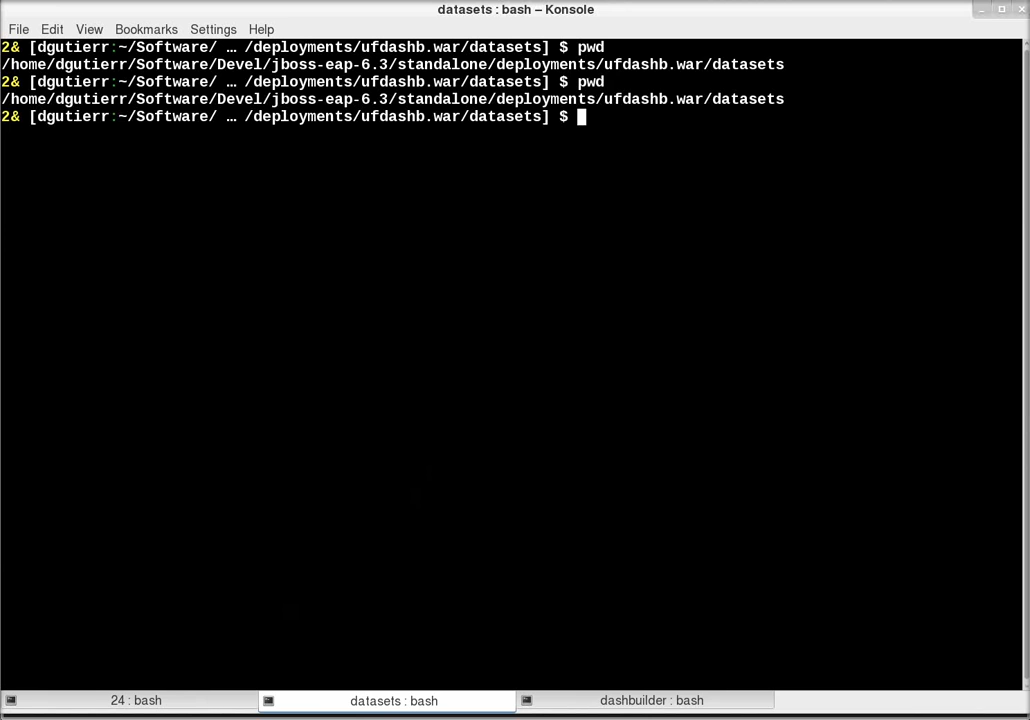 datasets : bash – Konsole
File Edit View Bookmarks Settings Help
2& [dgutierr:~/Software/ … /deployments/ufdashb.war/datasets] $ pwd
/home/dgutierr/Software/Devel/jboss-eap-6.3/standalone/deployments/ufdashb.war/datasets
2& [dgutierr:~/Software/ … /deployments/ufdashb.war/datasets] $ pwd
/home/dgutierr/Software/Devel/jboss-eap-6.3/standalone/deployments/ufdashb.war/datasets
2& [dgutierr:~/Software/ … /deployments/ufdashb.war/datasets] $
24 : bash datasets : bash dashbuilder : bash